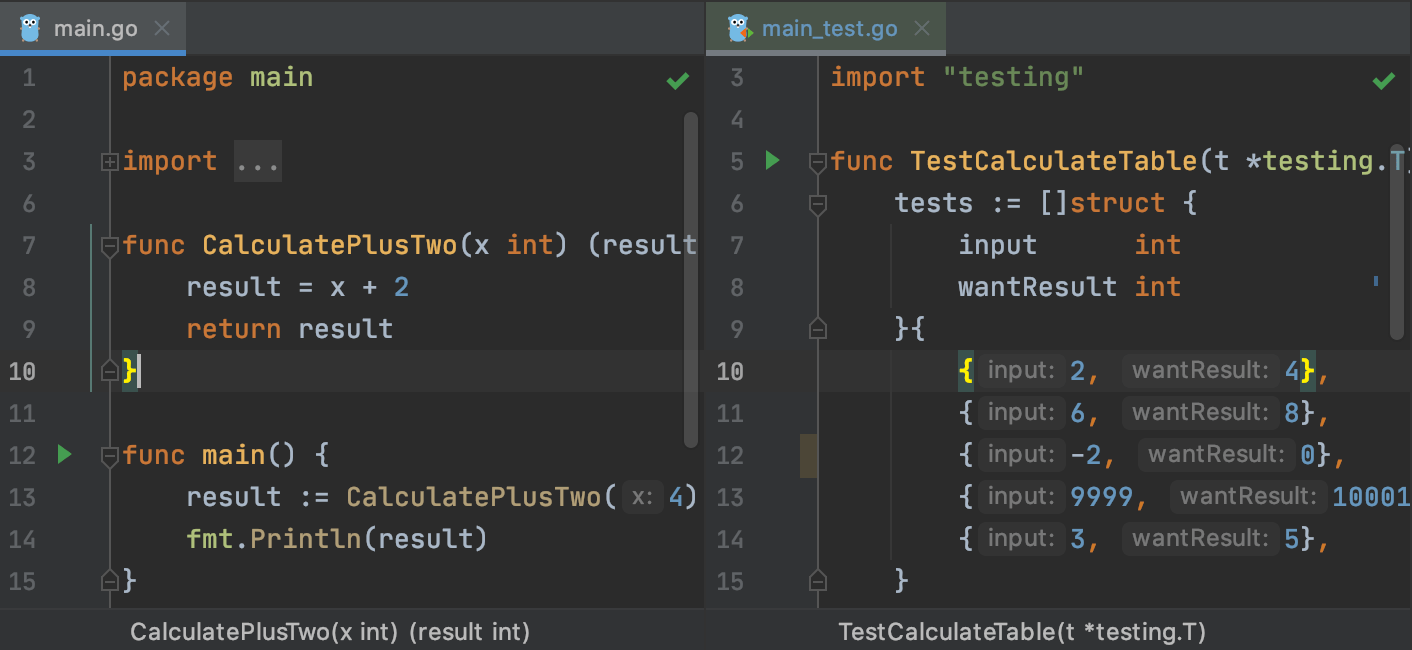 main.go
1 package main
2
3 import ...
6
7 func CalculatePlusTwo(x int) (result
8 result = x + 2
9 return result
10 }
11
12 func main() {
13 result := CalculatePlusTwo( x: 4)
14 fmt.Println(result)
15 }
CalculatePlusTwo(x int) (result int)
main_test.go
3 import "testing"
4
5 func TestCalculateTable(t *testing.T)
6 tests := []struct {
7 input int
8 wantResult int
9 }{
10 { input: 2, wantResult: 4},
11 { input: 6, wantResult: 8},
12 { input: -2, wantResult: 0},
13 { input: 9999, wantResult: 10001
14 { input: 3, wantResult: 5},
15 }
TestCalculateTable(t *testing.T)